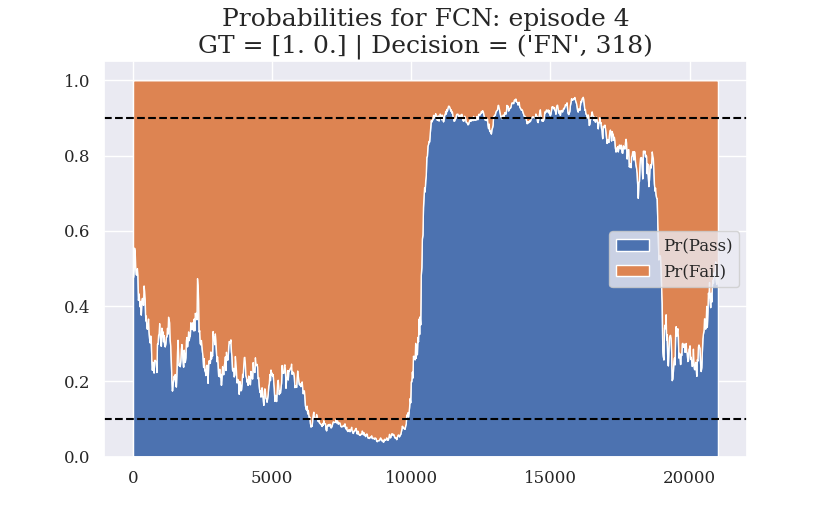 Probabilities for FCN: episode 4
GT = [1. 0.] | Decision = ('FN', 318)
1.0
0.8
0.6
0.4
0.2
0.0
Pr(Pass)
Pr(Fail)
0 5000 10000 15000 20000